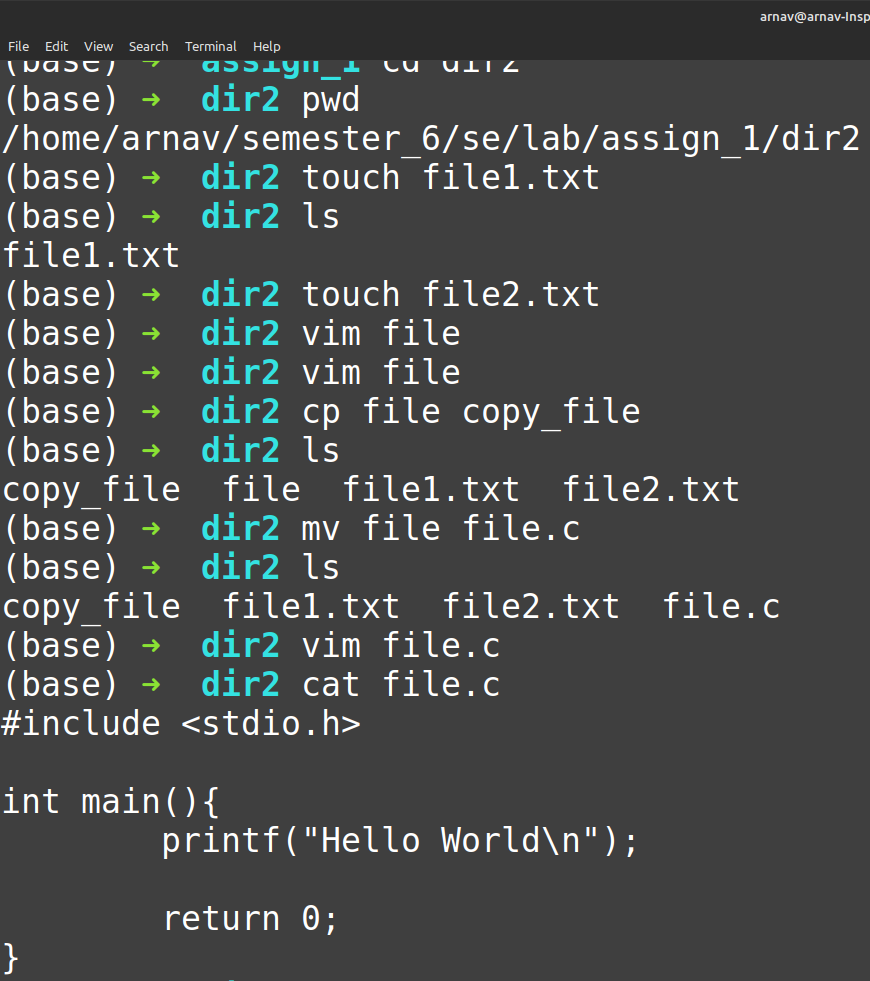 arnav@arnav-Insp
File Edit View Search Terminal Help
(base) ➜  assign_1 cd dir2
(base) ➜  dir2 pwd
/home/arnav/semester_6/se/lab/assign_1/dir2
(base) ➜  dir2 touch file1.txt
(base) ➜  dir2 ls
file1.txt
(base) ➜  dir2 touch file2.txt
(base) ➜  dir2 vim file
(base) ➜  dir2 vim file
(base) ➜  dir2 cp file copy_file
(base) ➜  dir2 ls
copy_file  file  file1.txt  file2.txt
(base) ➜  dir2 mv file file.c
(base) ➜  dir2 ls
copy_file  file1.txt  file2.txt  file.c
(base) ➜  dir2 vim file.c
(base) ➜  dir2 cat file.c
#include <stdio.h>

int main(){
        printf("Hello World\n");

        return 0;
}